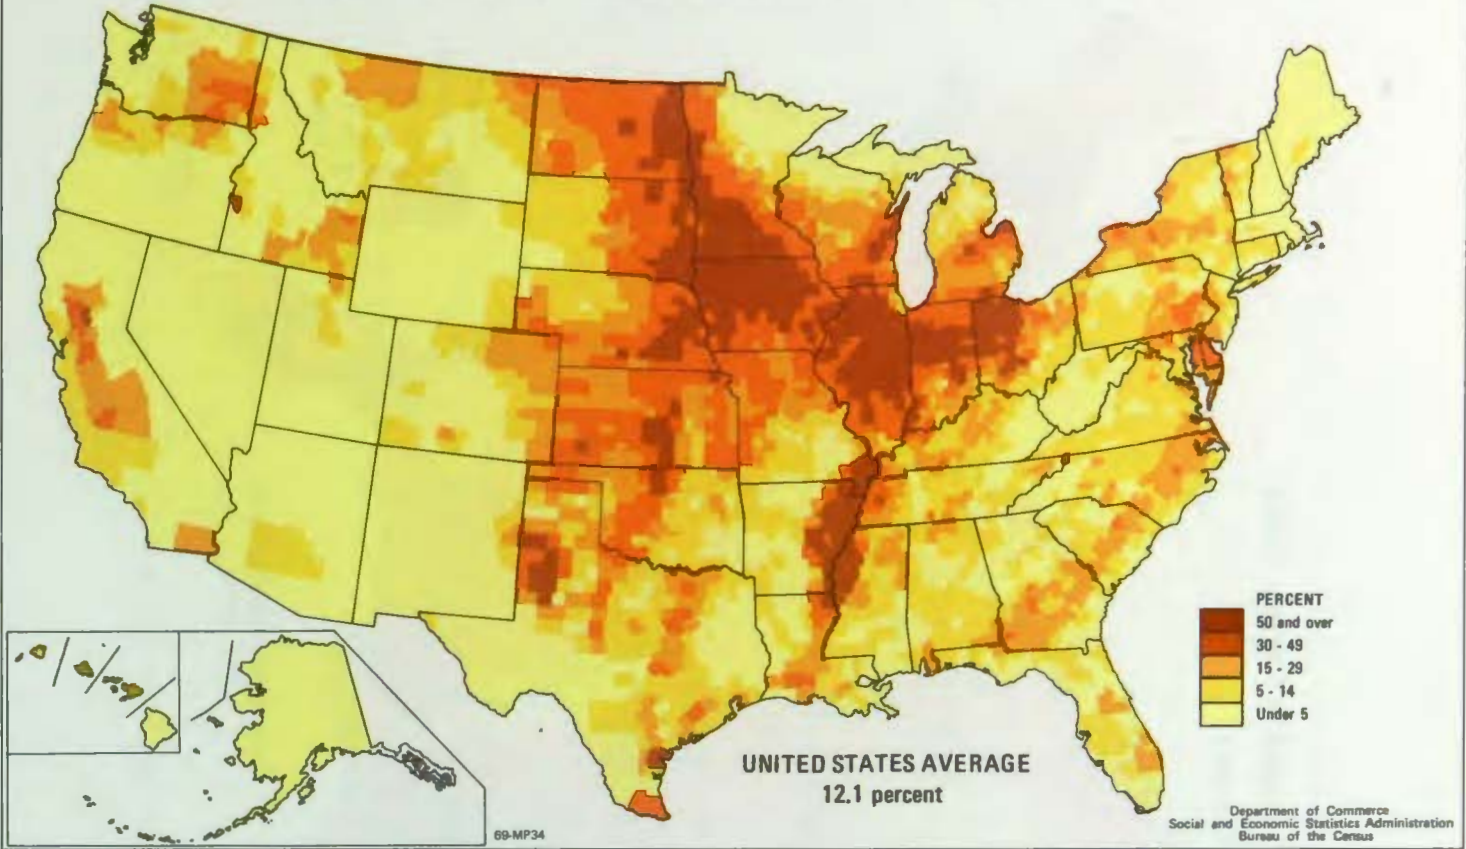 PERCENT
50 and over
30 - 49
15 - 29
5 - 14
Under 5
UNITED STATES AVERAGE
12.1 percent
69-MP34
Department of Commerce
Social and Economic Statistics Administration
Bureau of the Census